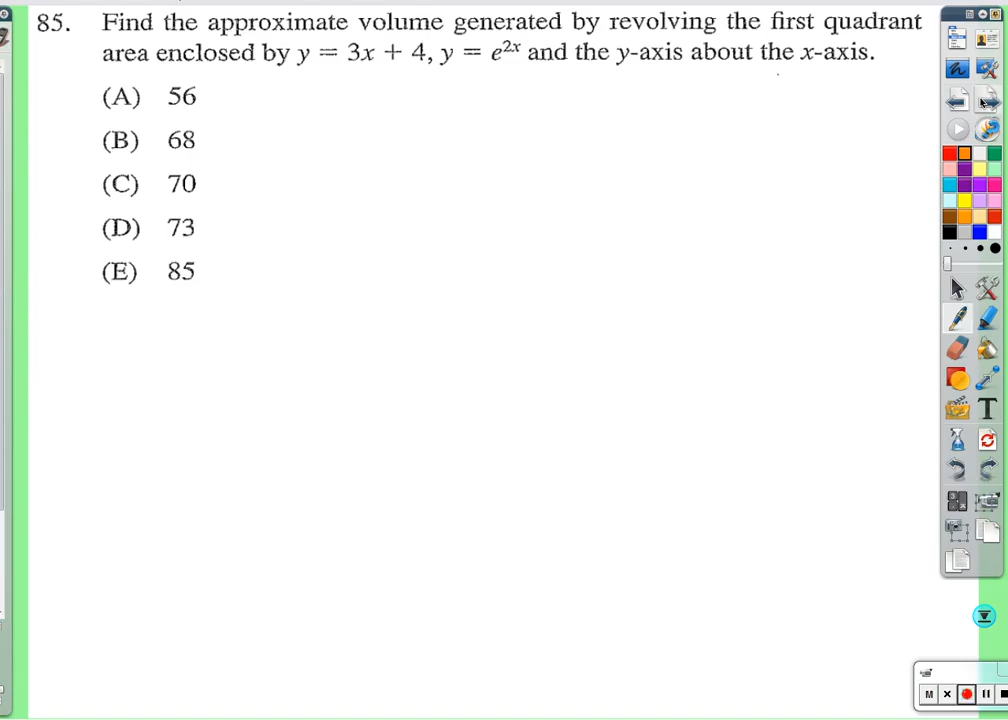 85. Find the approximate volume generated by revolving the first quadrant
area enclosed by y = 3x + 4, y = e²ˣ and the y-axis about the x-axis.
(A) 56
(B) 68
(C) 70
(D) 73
(E) 85
T
M